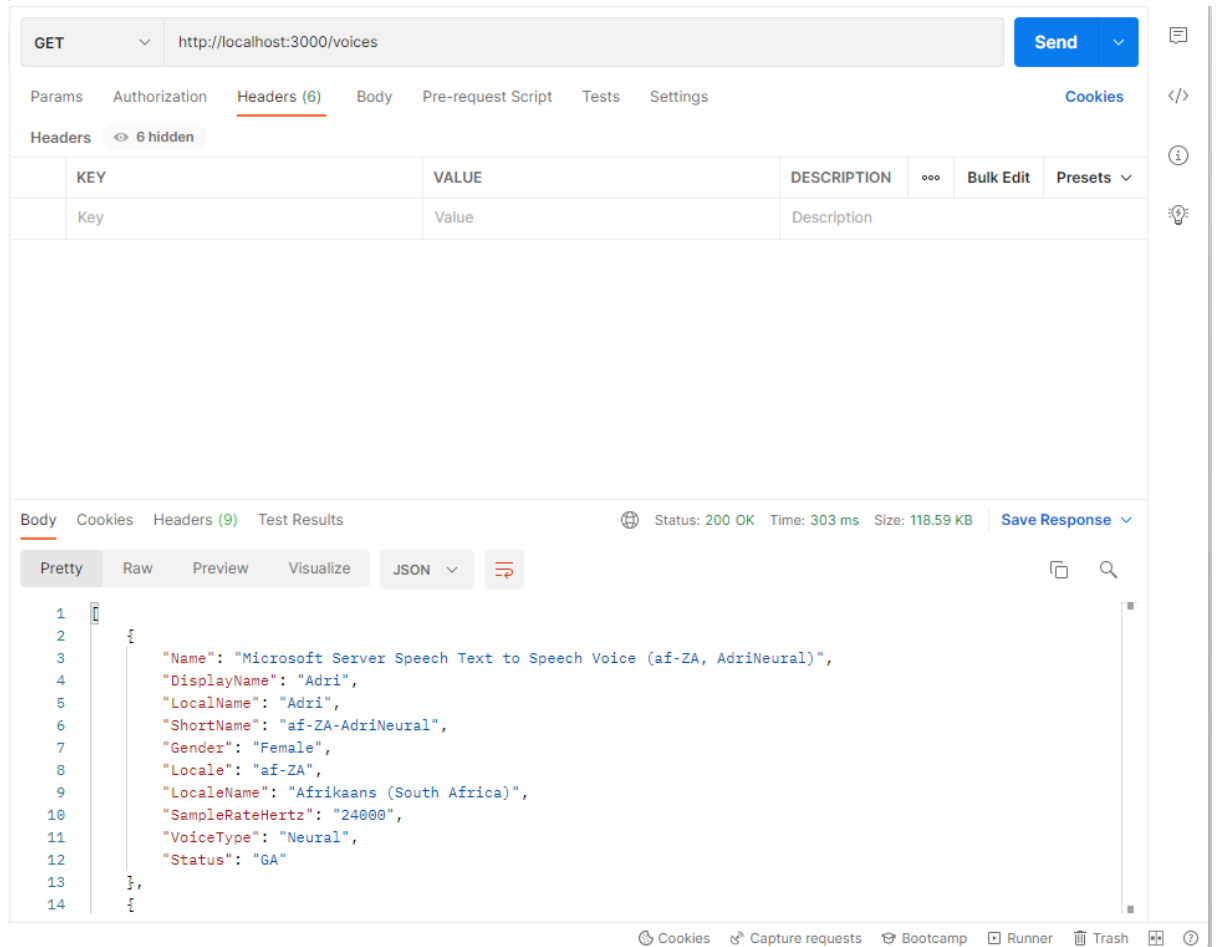 GET http://localhost:3000/voices Send
Params Authorization Headers (6) Body Pre-request Script Tests Settings Cookies
Headers 6 hidden
KEY VALUE DESCRIPTION ooo Bulk Edit Presets
Key Value Description
Body Cookies Headers (9) Test Results Status: 200 OK Time: 303 ms Size: 118.59 KB Save Response
Pretty Raw Preview Visualize JSON
1 [
2 {
3 "Name": "Microsoft Server Speech Text to Speech Voice (af-ZA, AdriNeural)",
4 "DisplayName": "Adri",
5 "LocalName": "Adri",
6 "ShortName": "af-ZA-AdriNeural",
7 "Gender": "Female",
8 "Locale": "af-ZA",
9 "LocaleName": "Afrikaans (South Africa)",
10 "SampleRateHertz": "24000",
11 "VoiceType": "Neural",
12 "Status": "GA"
13 },
14 {
Cookies Capture requests Bootcamp Runner Trash